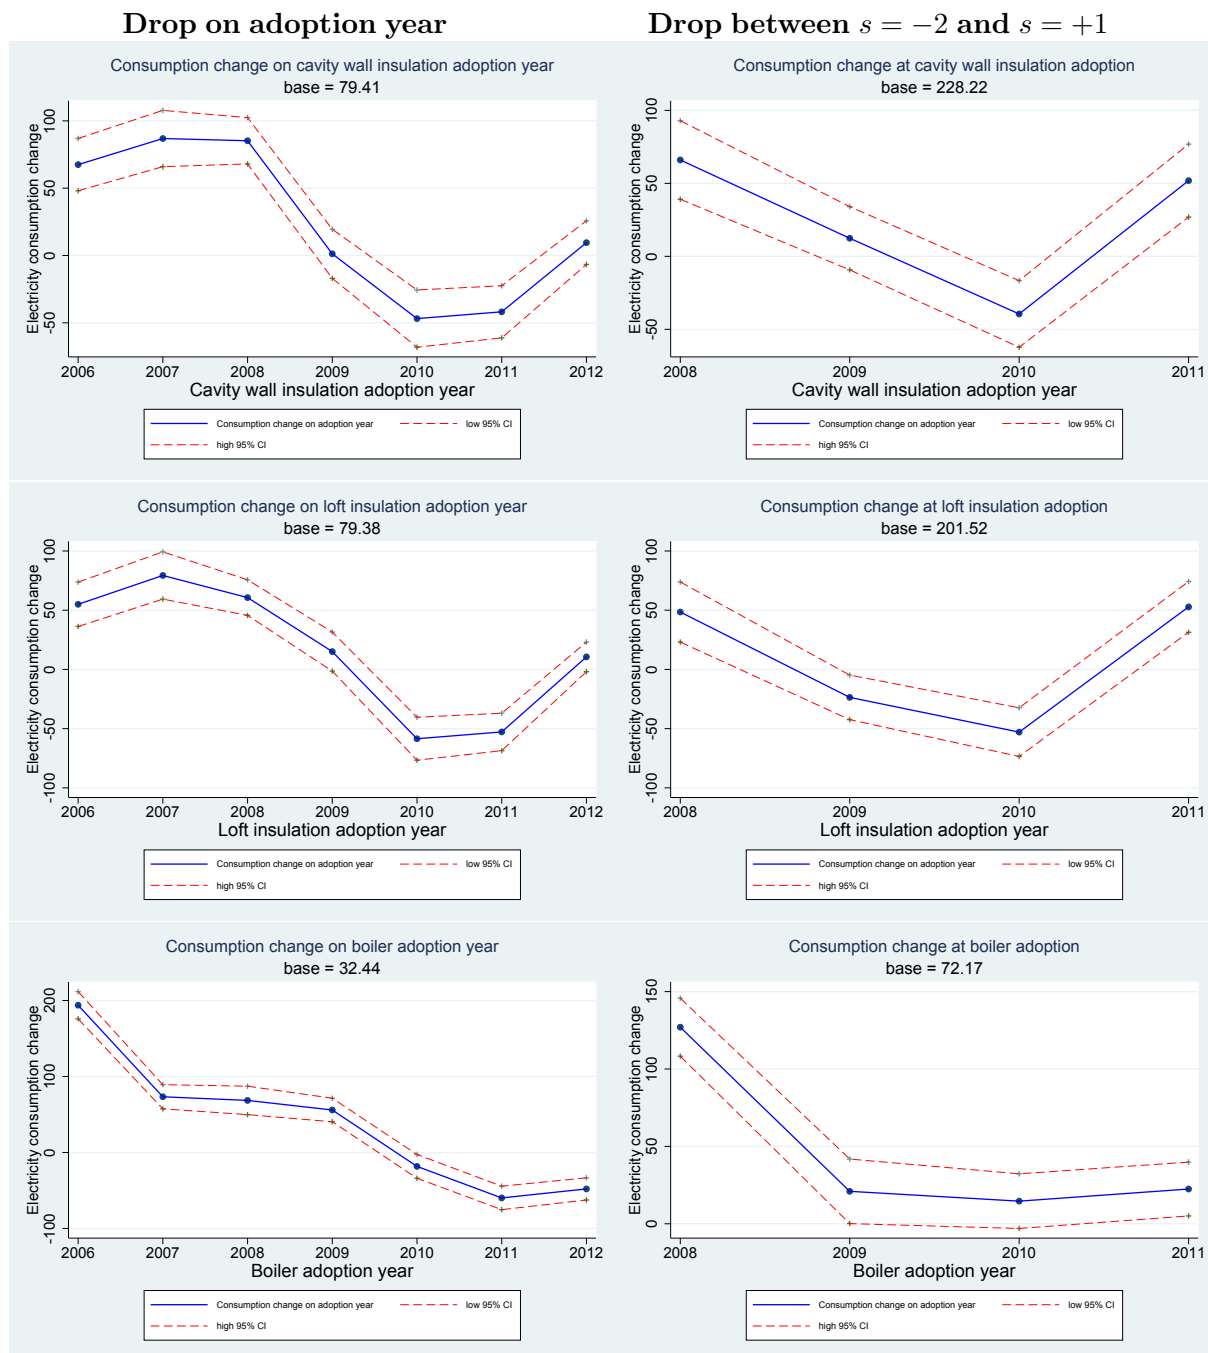 Drop on adoption year
Drop between s = −2 and s = +1
Consumption change on cavity wall insulation adoption year
base = 79.41
Electricity consumption change
100
50
0
-50
2006 2007 2008 2009 2010 2011 2012
Cavity wall insulation adoption year
Consumption change on adoption year low 95% CI
high 95% CI
Consumption change at cavity wall insulation adoption
base = 228.22
Electricity consumption change
100
50
0
-50
2008 2009 2010 2011
Cavity wall insulation adoption year
Consumption change on adoption year low 95% CI
high 95% CI
Consumption change on loft insulation adoption year
base = 79.38
Electricity consumption change
100
50
0
-50
-100
2006 2007 2008 2009 2010 2011 2012
Loft insulation adoption year
Consumption change on adoption year low 95% CI
high 95% CI
Consumption change at loft insulation adoption
base = 201.52
Electricity consumption change
100
50
0
-50
-100
2008 2009 2010 2011
Loft insulation adoption year
Consumption change on adoption year low 95% CI
high 95% CI
Consumption change on boiler adoption year
base = 32.44
Electricity consumption change
200
100
0
-100
2006 2007 2008 2009 2010 2011 2012
Boiler adoption year
Consumption change on adoption year low 95% CI
high 95% CI
Consumption change at boiler adoption
base = 72.17
Electricity consumption change
150
100
50
0
2008 2009 2010 2011
Boiler adoption year
Consumption change on adoption year low 95% CI
high 95% CI